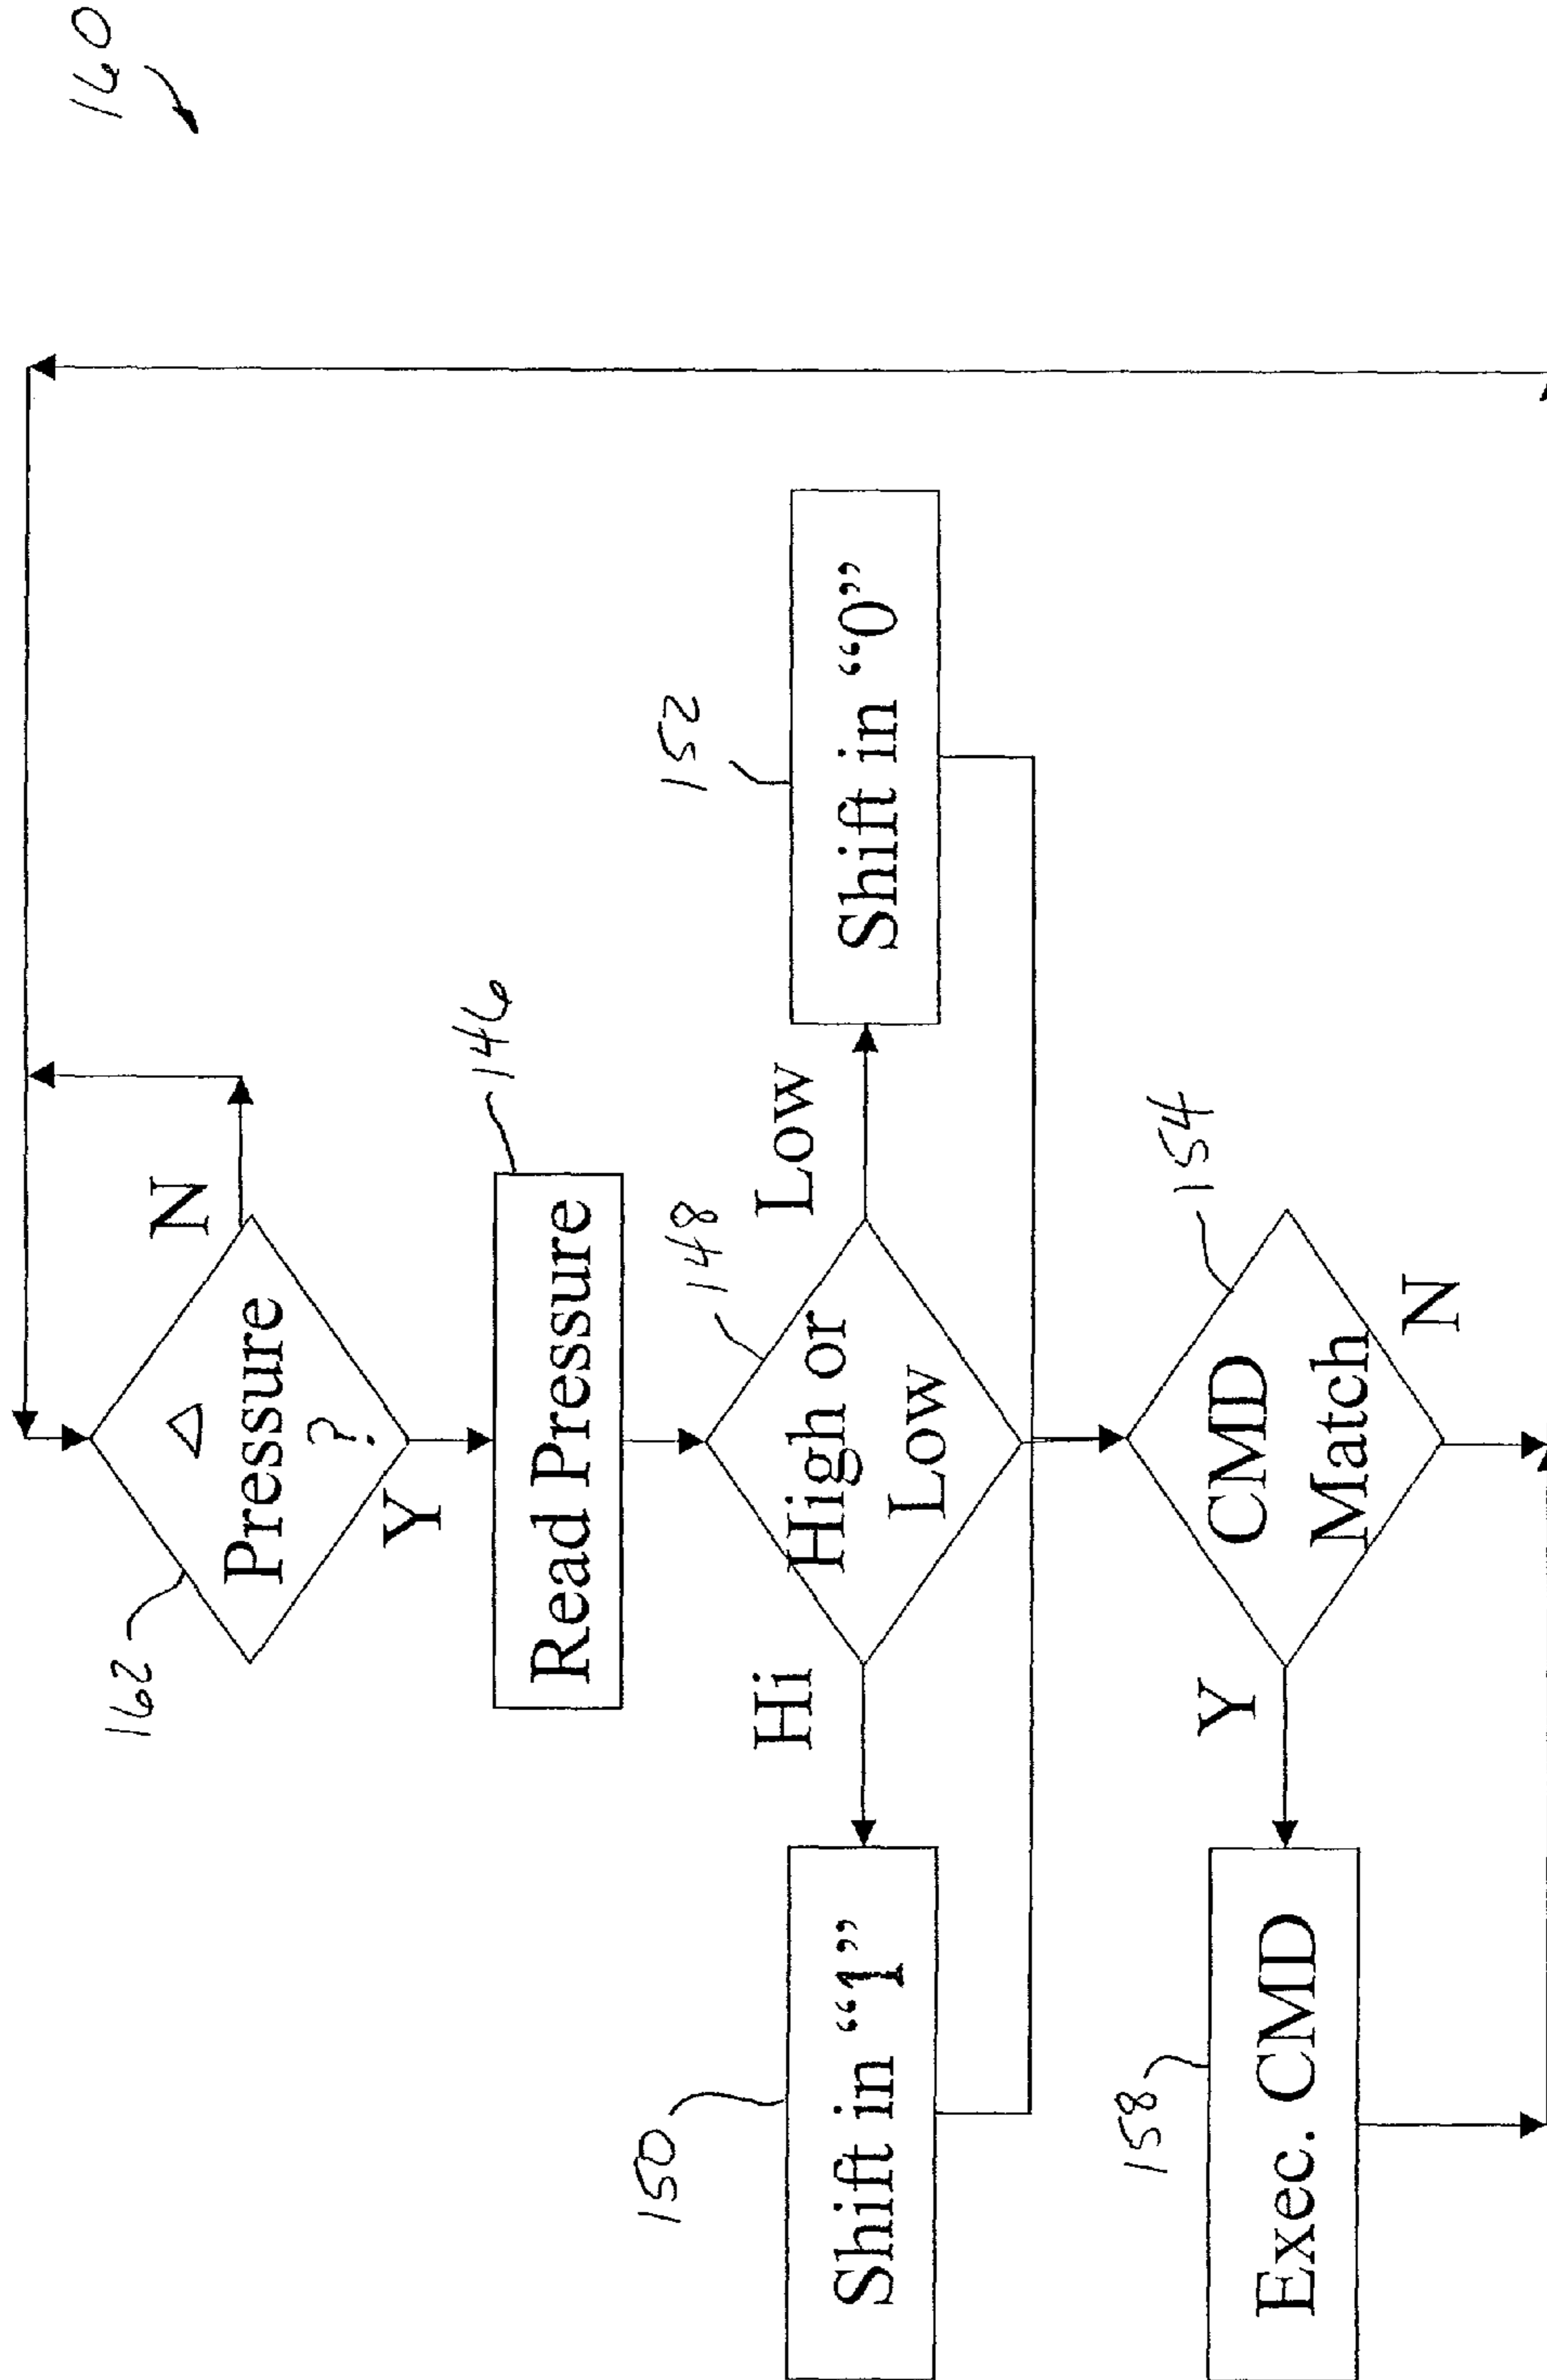 160
162
Δ
Pressure
?
N
Y
146
Read Pressure
148
High or
Low
Hi
Low
150
Shift in “1”
152
Shift in “0”
154
CMD
Match
Y
N
158
Exec. CMD